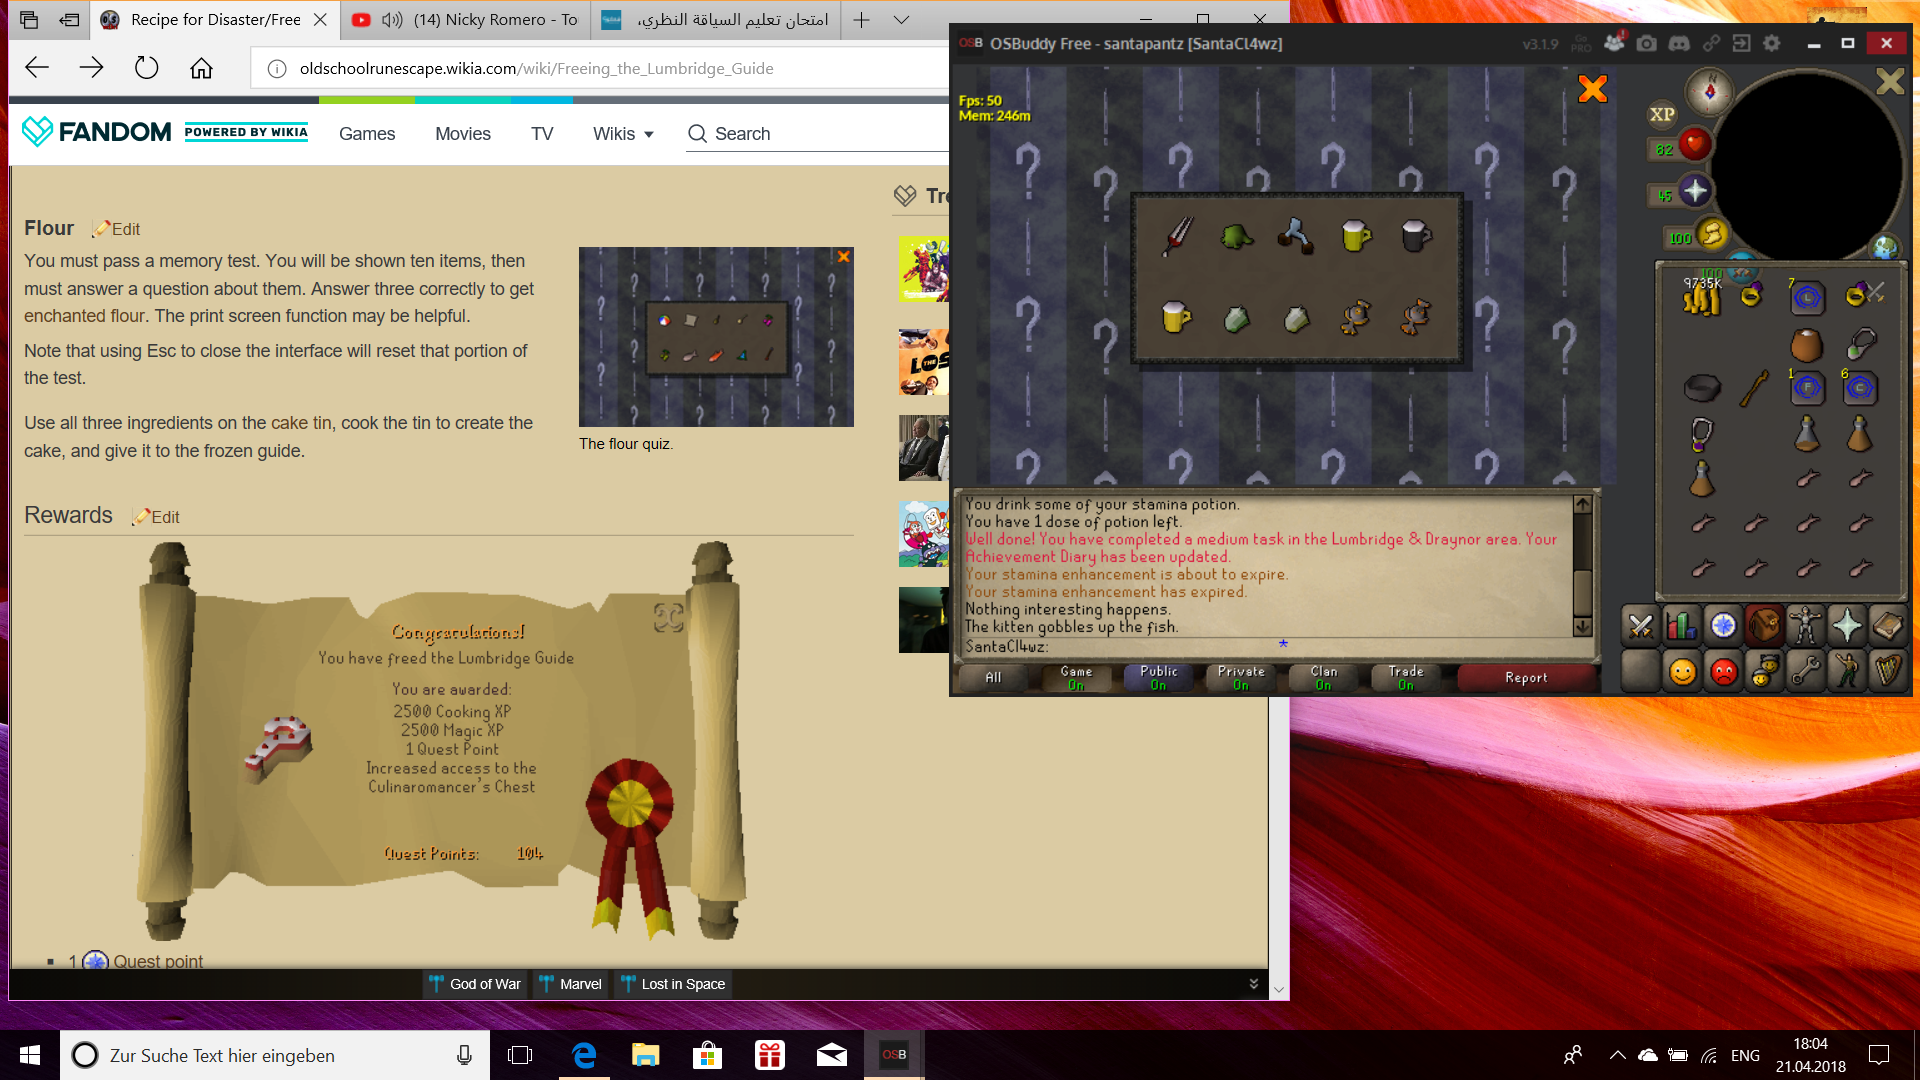 Recipe for Disaster/Free
(14) Nicky Romero - To
امتحان تعليم السياقة النظري،
oldschoolrunescape.wikia.com/wiki/Freeing_the_Lumbridge_Guide
FANDOM POWERED BY WIKIA
Games Movies TV Wikis Search
Flour Edit
You must pass a memory test. You will be shown ten items, then
must answer a question about them. Answer three correctly to get
enchanted flour. The print screen function may be helpful.
Note that using Esc to close the interface will reset that portion of
the test.
Use all three ingredients on the cake tin, cook the tin to create the
cake, and give it to the frozen guide.
The flour quiz.
Tre
THE
LOS
Rewards Edit
Congratulations!
You have freed the Lumbridge Guide
You are awarded:
2500 Cooking XP
2500 Magic XP
1 Quest Point
Increased access to the
Culinaromancer's Chest
Quest Points: 104
1 Quest point
God of War Marvel Lost in Space
OSB OSBuddy Free - santapantz [SantaCl4wz] v3.1.9 Go PRO
Fps: 50
Mem: 246m
N
XP
82
45
100
100
9735K 7
L
1 6
F C
You drink some of your stamina potion.
You have 1 dose of potion left.
Well done! You have completed a medium task in the Lumbridge & Draynor area. Your
Achievement Diary has been updated.
Your stamina enhancement is about to expire.
Your stamina enhancement has expired.
Nothing interesting happens.
The kitten gobbles up the fish.
SantaCl4wz: *
All Game Public Private Clan Trade Report
On On On On On
Zur Suche Text hier eingeben
OSB
ENG
18:04
21.04.2018